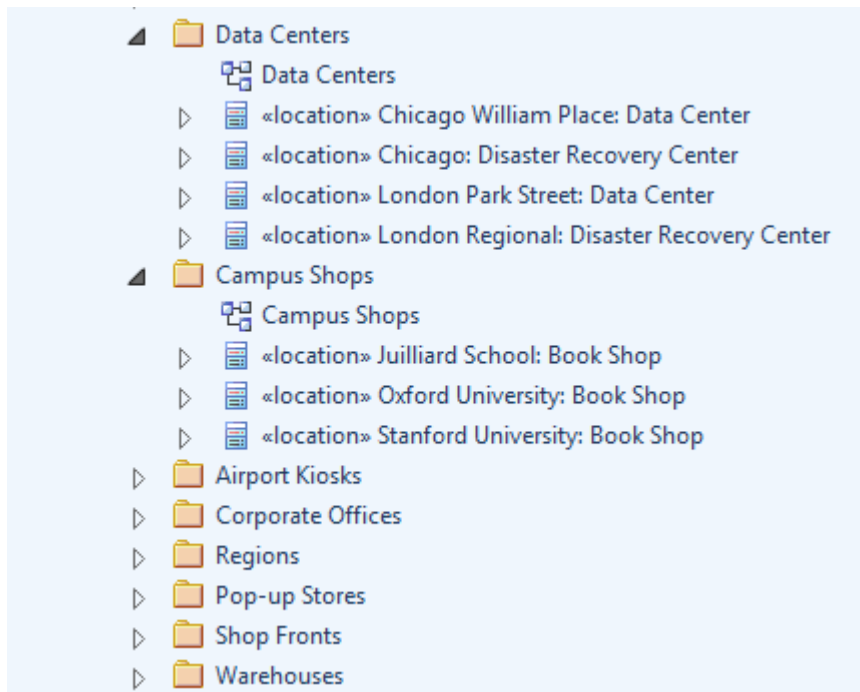 Data Centers
Data Centers
«location» Chicago William Place: Data Center
«location» Chicago: Disaster Recovery Center
«location» London Park Street: Data Center
«location» London Regional: Disaster Recovery Center
Campus Shops
Campus Shops
«location» Juilliard School: Book Shop
«location» Oxford University: Book Shop
«location» Stanford University: Book Shop
Airport Kiosks
Corporate Offices
Regions
Pop-up Stores
Shop Fronts
Warehouses